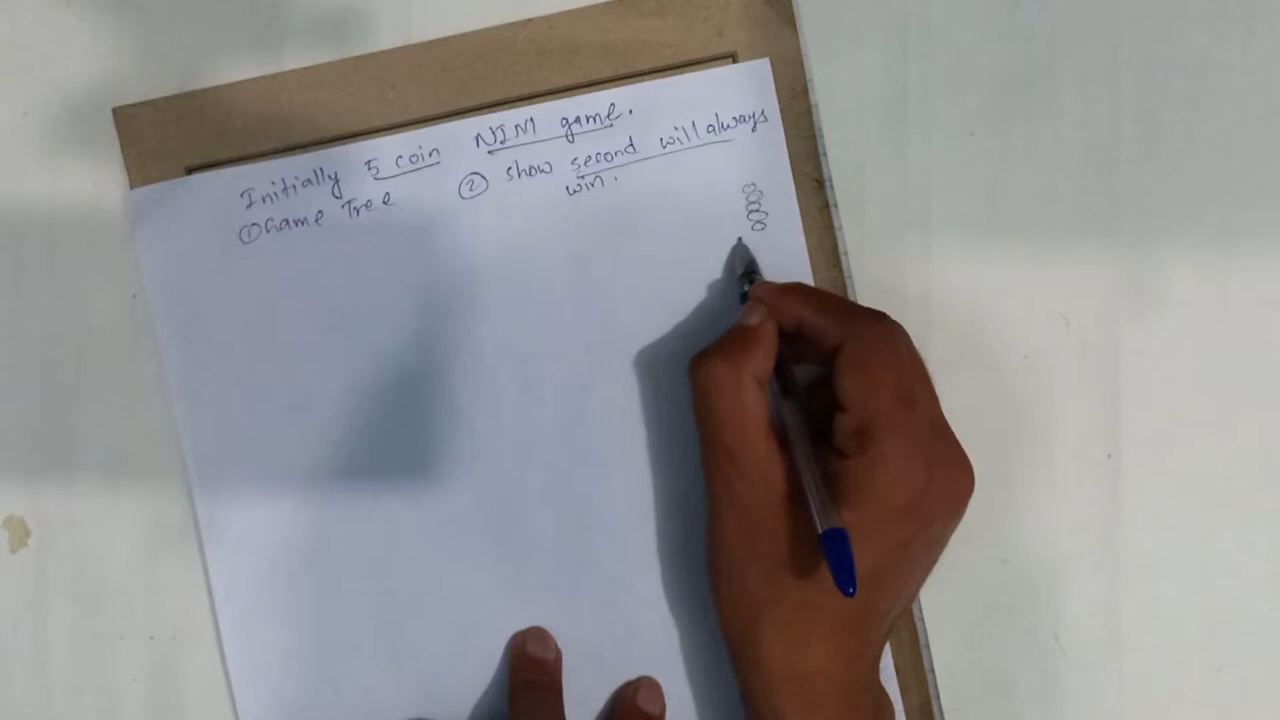 NIM game.
Initially 5 coin
① Game Tree
② show second will always
win.